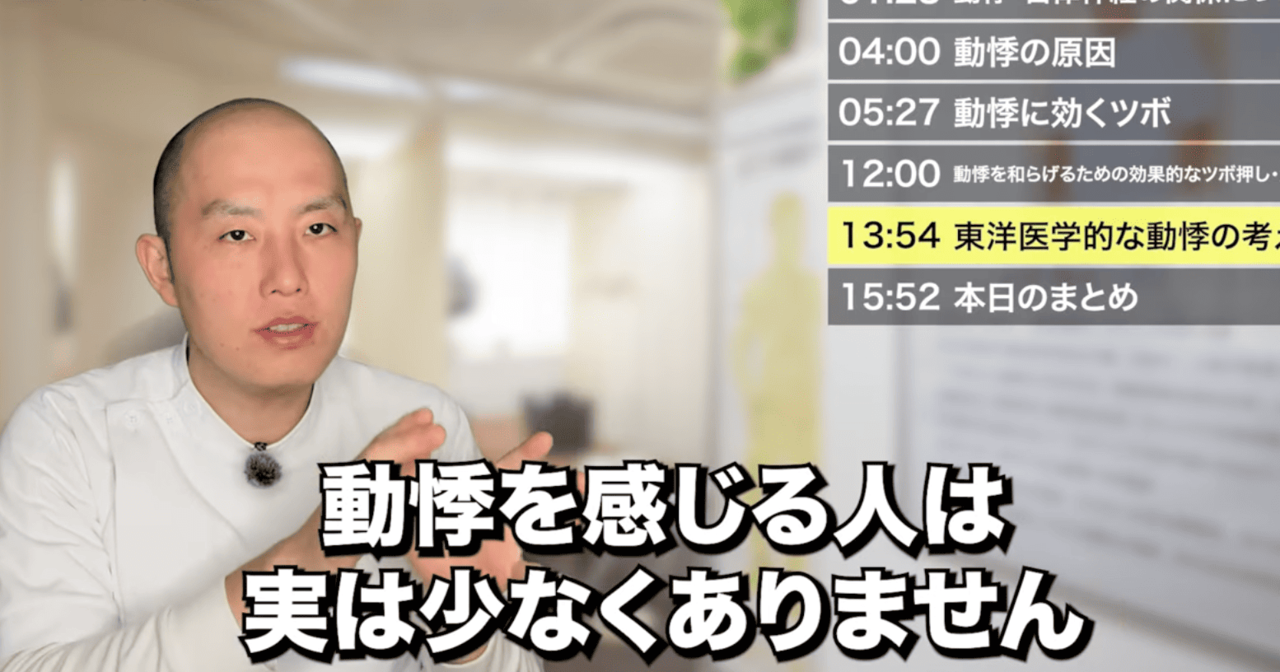 04:00 動悸の原因
05:27 動悸に効くツボ
12:00 動悸を和らげるための効果的なツボ押し・
13:54 東洋医学的な動悸の考
15:52 本日のまとめ
動悸を感じる人は
実は少なくありません